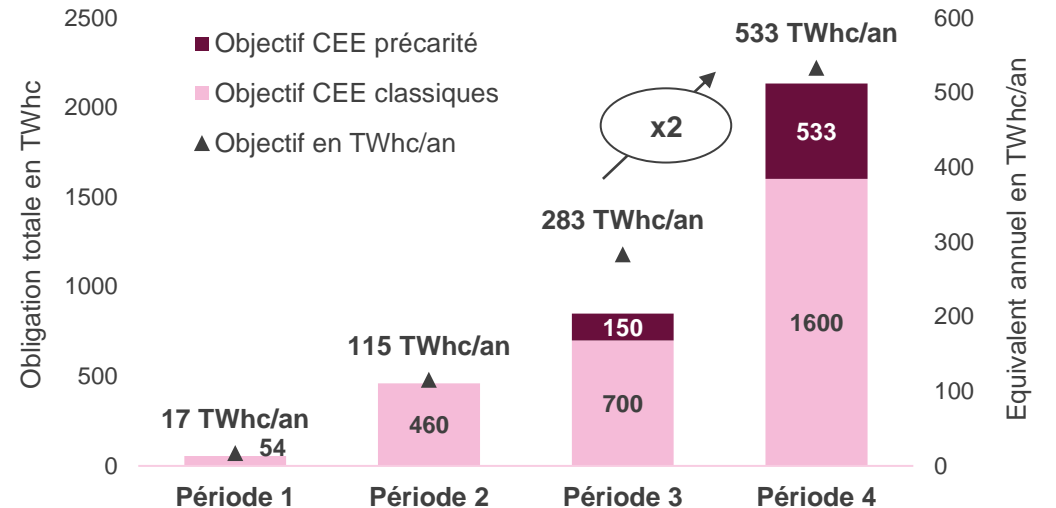 Obligation totale en TWhc
2500
2000
1500
1000
500
0
Objectif CEE précarité
Objectif CEE classiques
Objectif en TWhc/an
17 TWhc/an
54
115 TWhc/an
460
283 TWhc/an
150
700
x2
533 TWhc/an
533
1600
Période 1
Période 2
Période 3
Période 4
600
500
400
300
200
100
0
Equivalent annuel en TWhc/an